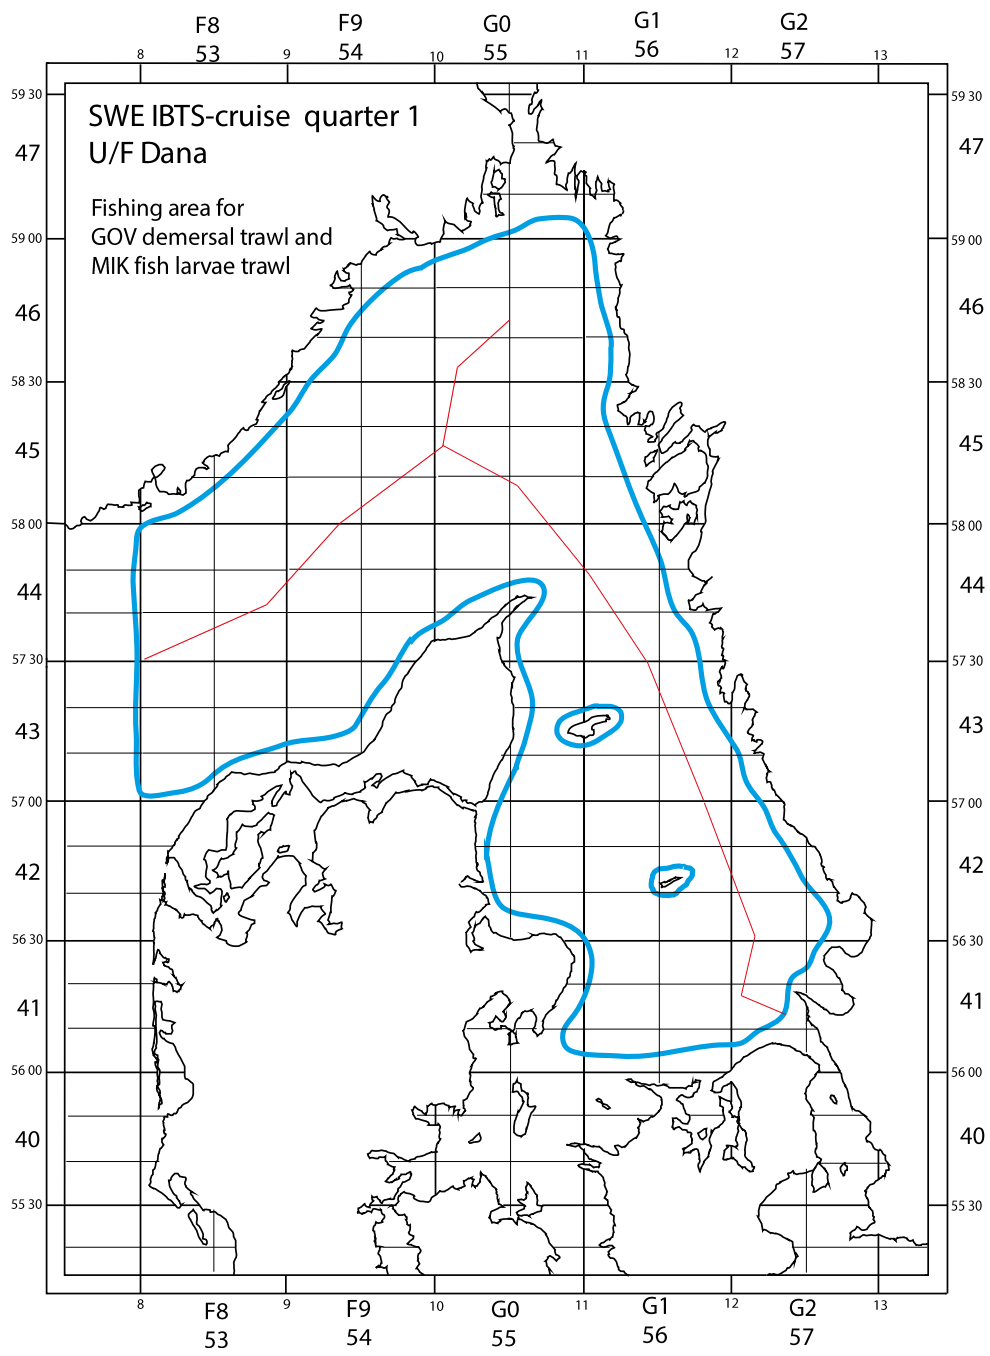 F8 F9 G0 G1 G2
53 54 55 56 57
8 9 10 11 12 13
SWE IBTS-cruise quarter 1
U/F Dana
Fishing area for
GOV demersal trawl and
MIK fish larvae trawl
59 30 59 30
47 47
59 00 59 00
46 46
58 30 58 30
45 45
58 00 58 00
44 44
57 30 57 30
43 43
57 00 57 00
42 42
56 30 56 30
41 41
56 00 56 00
40 40
55 30 55 30
8 9 10 11 12 13
F8 F9 G0 G1 G2
53 54 55 56 57